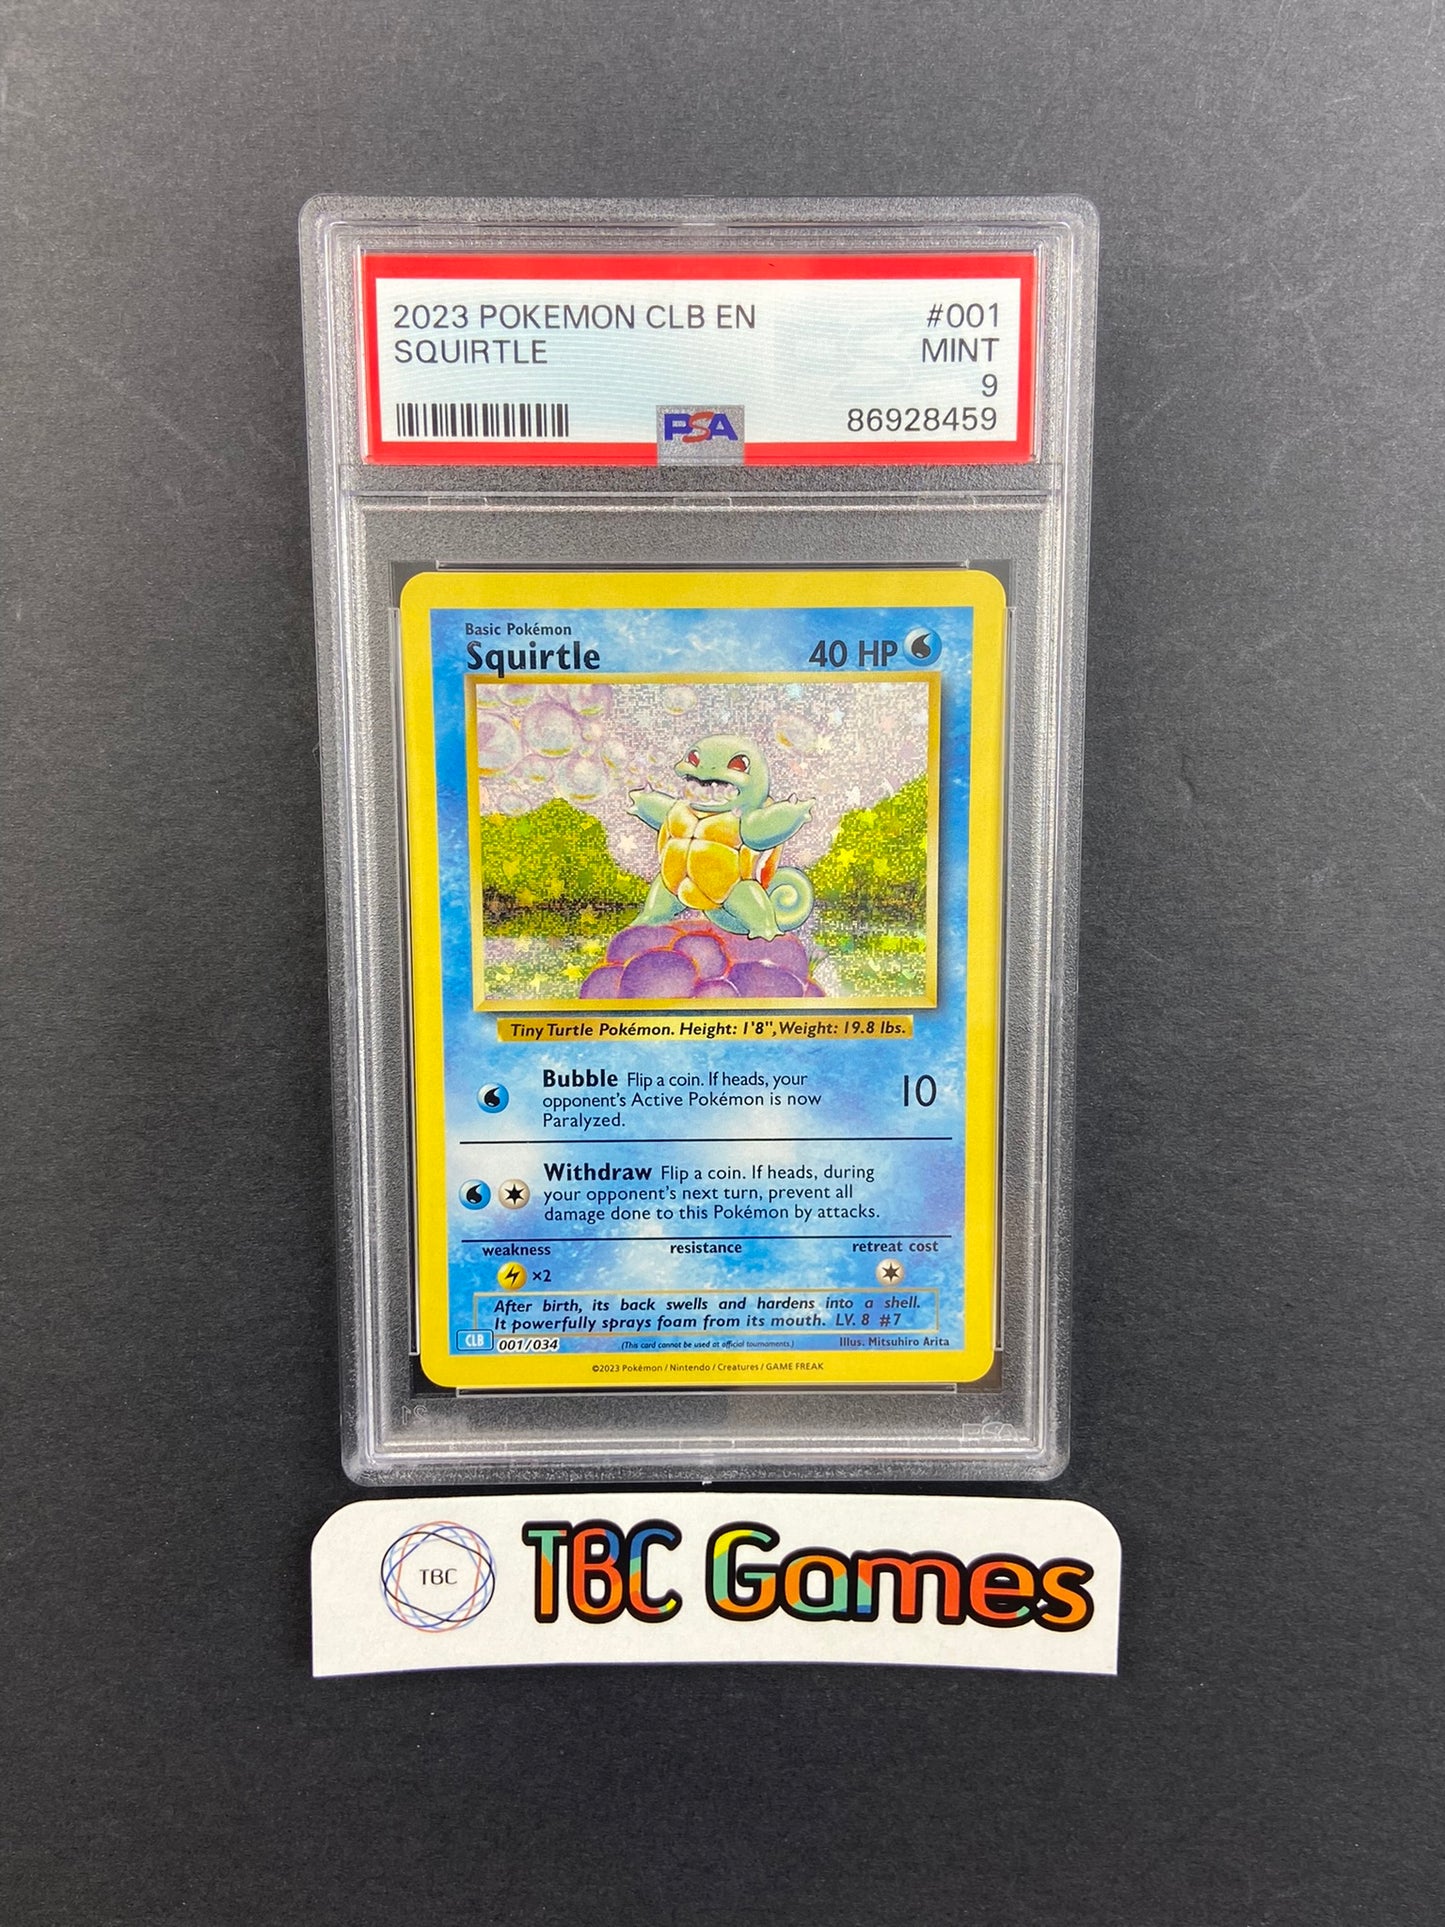 2023 POKEMON CLB EN #001
SQUIRTLE MINT
9
PSA 86928459
Basic Pokémon
Squirtle 40 HP
Tiny Turtle Pokémon. Height: 1'8", Weight: 19.8 lbs.
Bubble Flip a coin. If heads, your
opponent's Active Pokémon is now
Paralyzed.
10
Withdraw Flip a coin. If heads, during
your opponent's next turn, prevent all
damage done to this Pokémon by attacks.
weakness resistance retreat cost
×2
After birth, its back swells and hardens into a shell.
It powerfully sprays foam from its mouth. LV. 8 #7
CLB 001/034 (This card cannot be used at official tournaments.) Illus. Mitsuhiro Arita
©2023 Pokémon / Nintendo / Creatures / GAME FREAK
PSA
TBC TBC Games